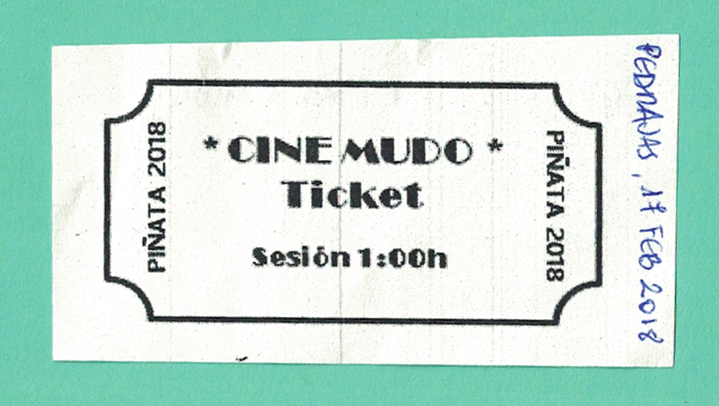 PIÑATA 2018
* CINE MUDO *
Ticket
Sesión 1:00h
PIÑATA 2018
PEDRAJAS, 17 FEB 2018